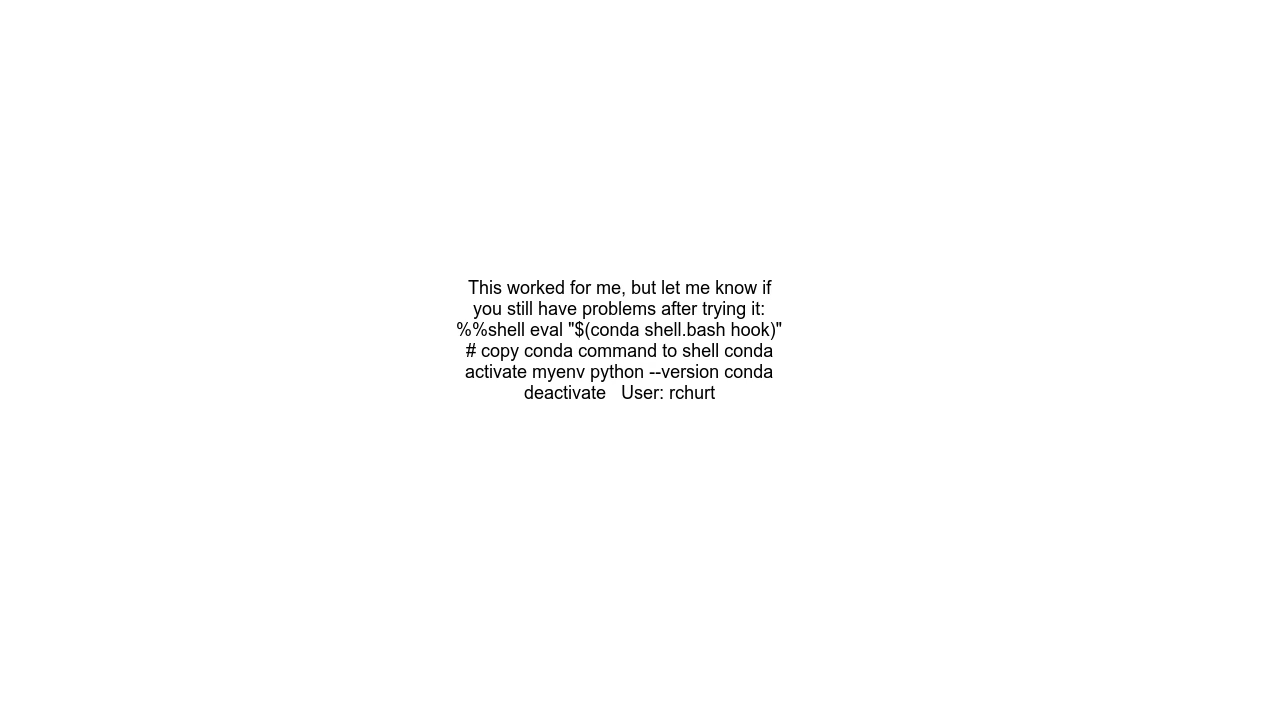 This worked for me, but let me know if
you still have problems after trying it:
%%shell eval "$(conda shell.bash hook)"
# copy conda command to shell conda
activate myenv python --version conda
deactivate   User: rchurt